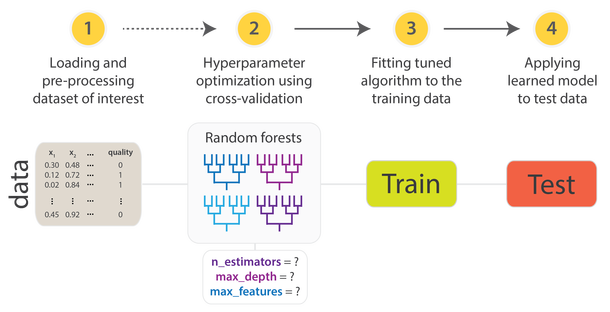 1
2
3
4
Loading and
pre-processing
dataset of interest
Hyperparameter
optimization using
cross-validation
Fitting tuned
algorithm to the
training data
Applying
learned model
to test data
data
x1 x2 ... quality
0.30 0.48 ... 0
0.12 0.72 ... 1
0.02 0.84 ... 1
⋮ ⋮ ⋮
0.45 0.92 ... 0
Random forests
n_estimators = ?
max_depth = ?
max_features = ?
Train
Test